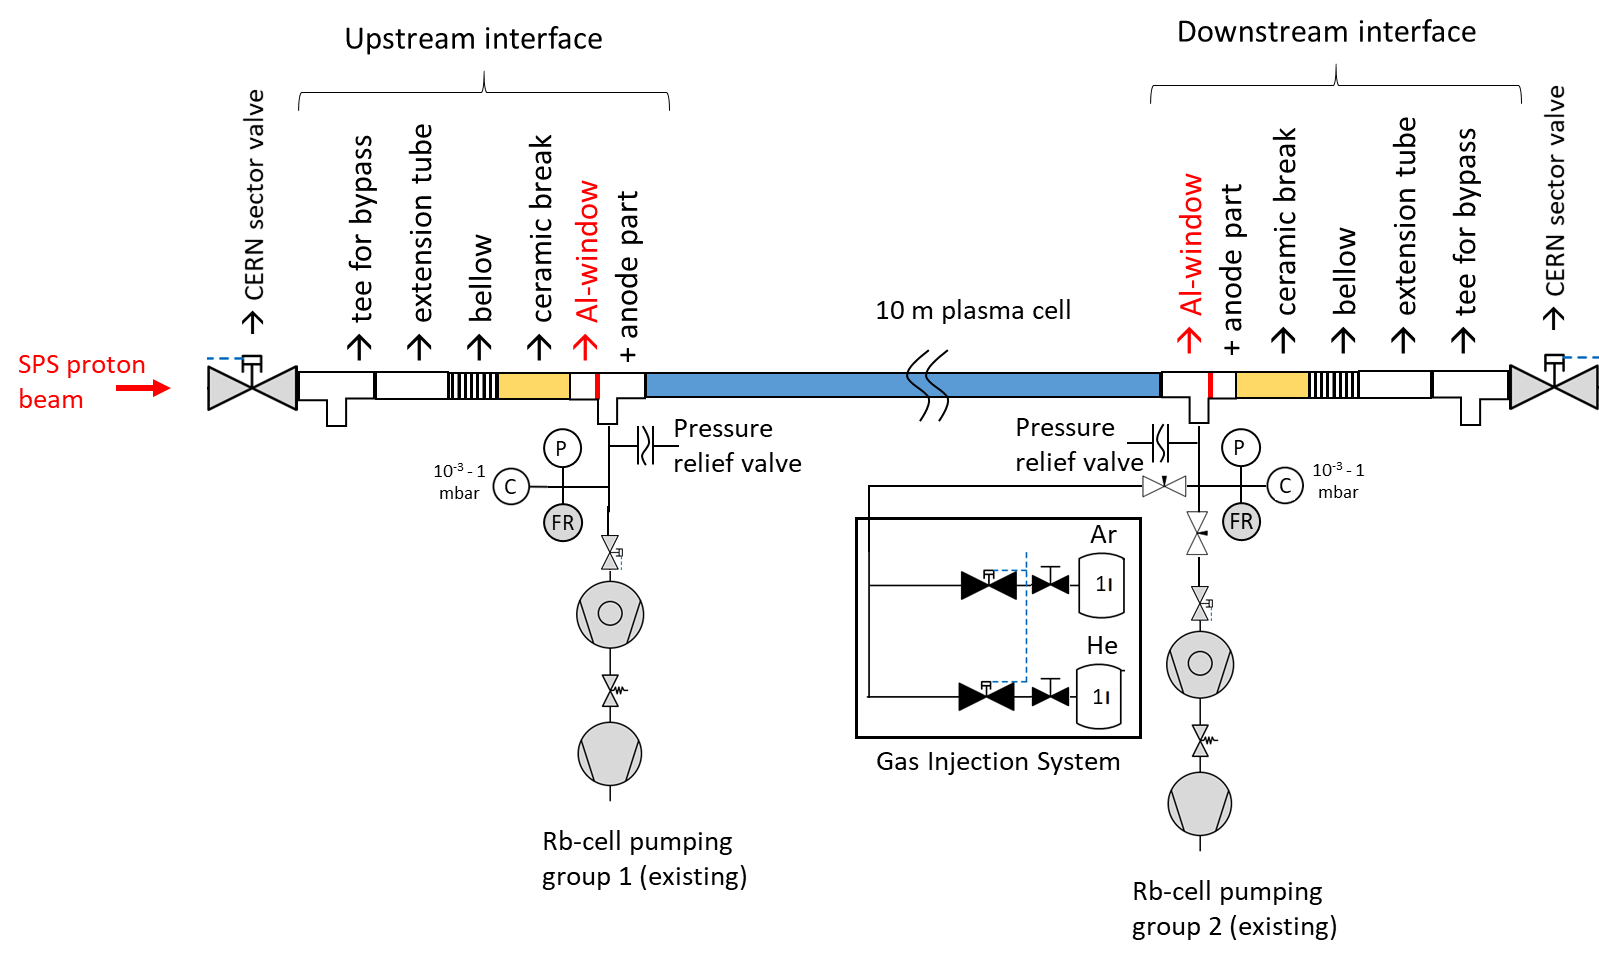 Upstream interface
Downstream interface
→ CERN sector valve
→ tee for bypass
→ extension tube
→ bellow
→ ceramic break
→ Al-window
+ anode part
→ Al-window
+ anode part
→ ceramic break
→ bellow
→ extension tube
→ tee for bypass
→ CERN sector valve
10 m plasma cell
SPS proton
beam
Pressure
relief valve
Pressure
relief valve
P
10⁻³ - 1
mbar
C
FR
P
C
10⁻³ - 1
mbar
FR
Ar
1l
He
1l
Gas Injection System
Rb-cell pumping
group 1 (existing)
Rb-cell pumping
group 2 (existing)